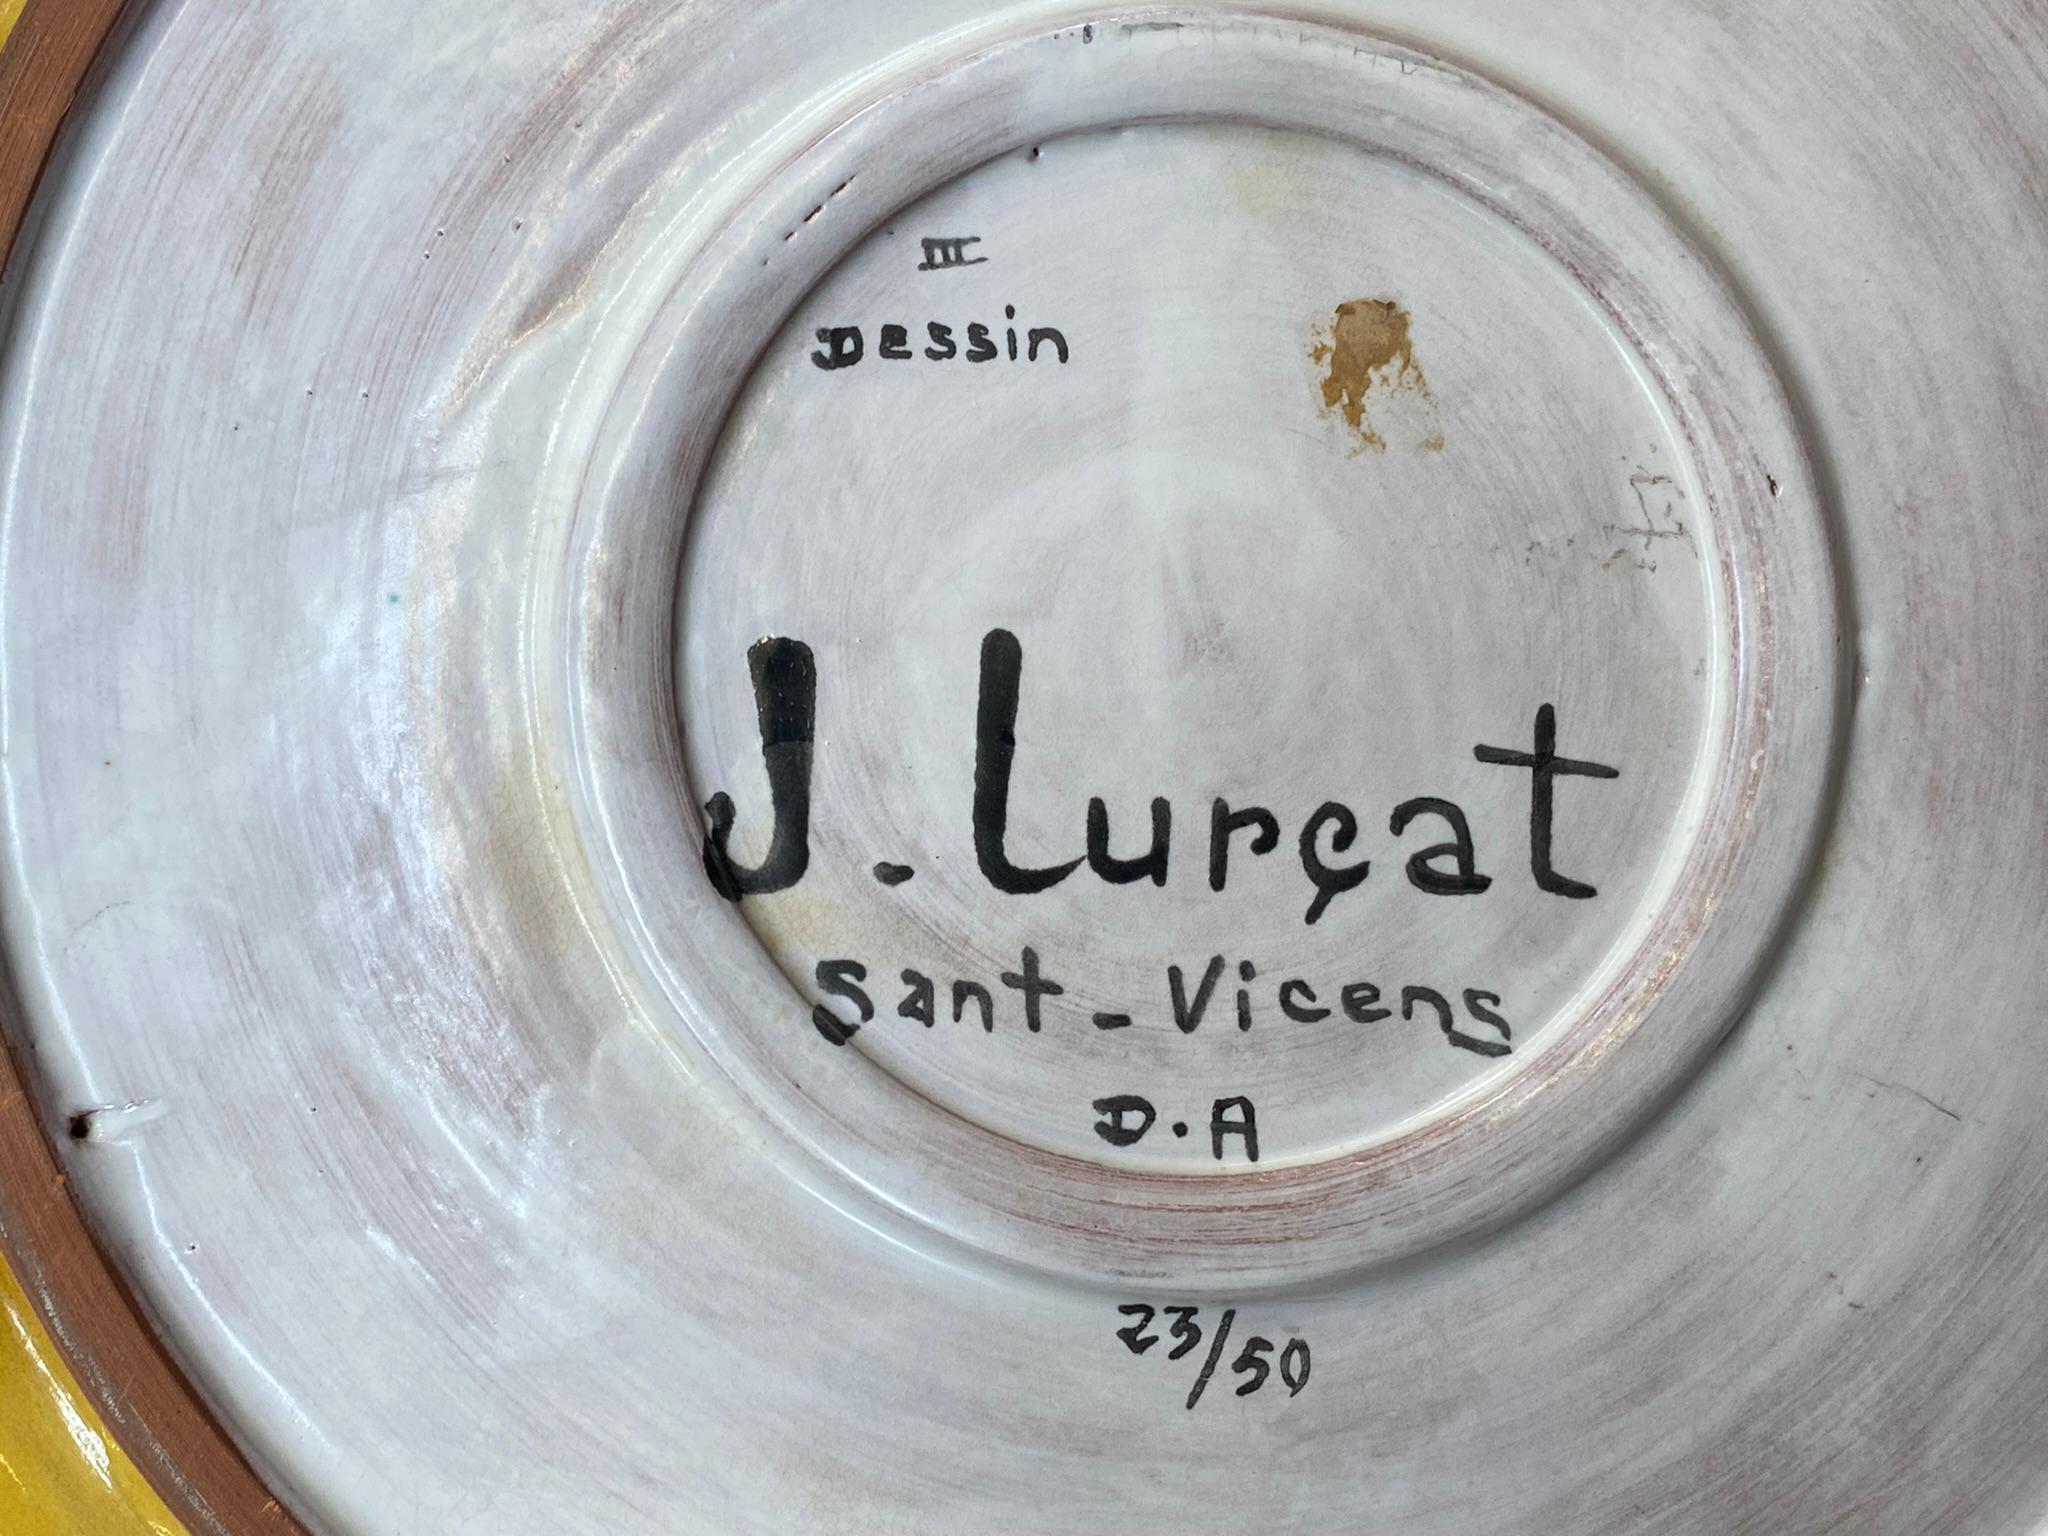 III
Dessin
J. Lurçat
Sant-Vicens
D.A
23/50